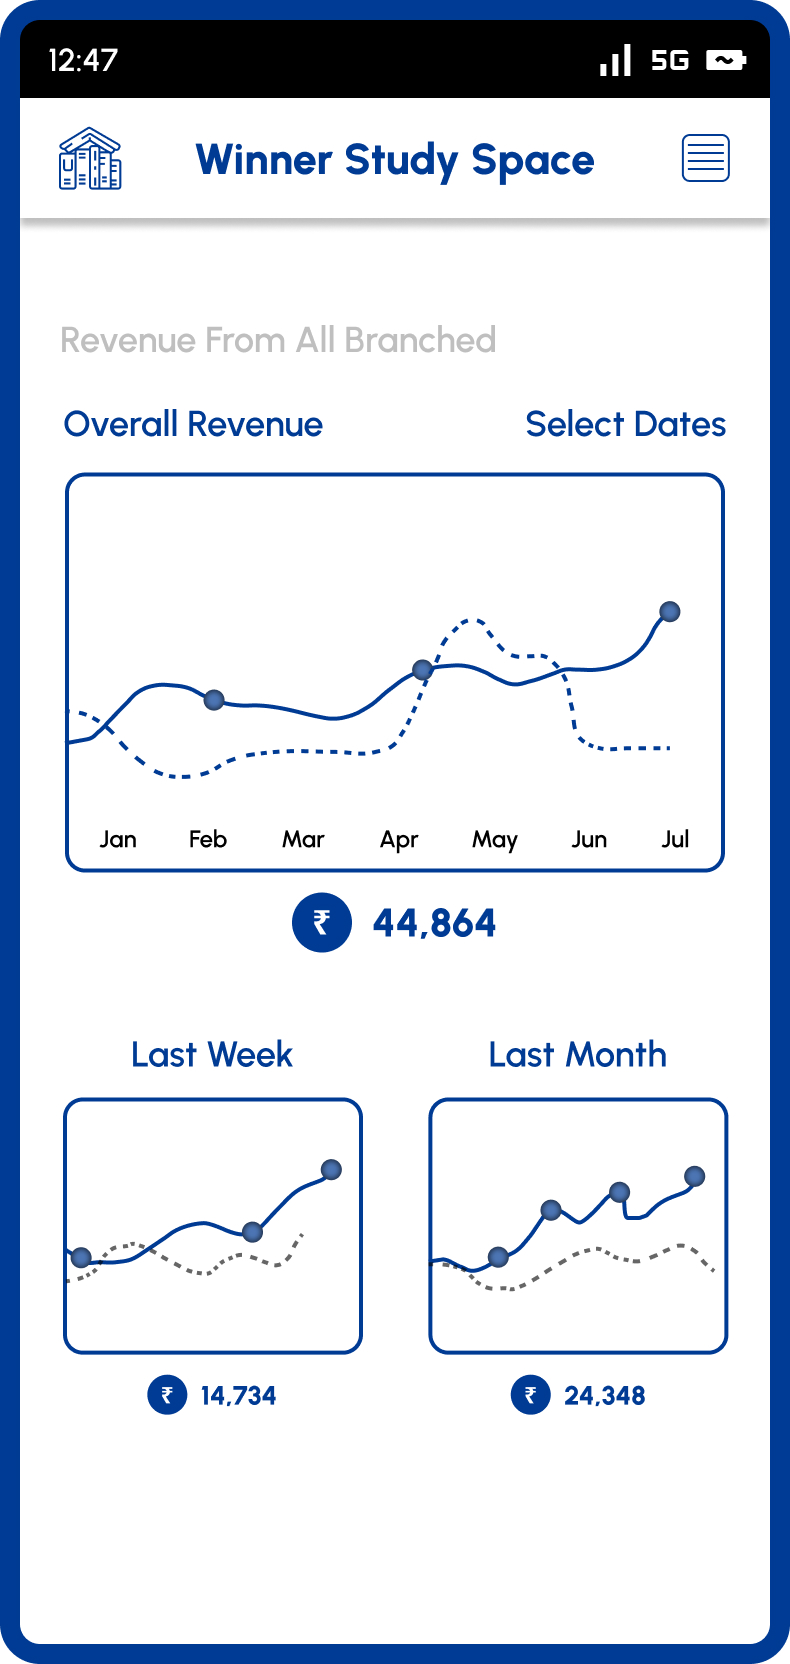 12:47 5G
Winner Study Space
Revenue From All Branched
Overall Revenue Select Dates
Jan Feb Mar Apr May Jun Jul
₹ 44,864
Last Week Last Month
₹ 14,734 ₹ 24,348